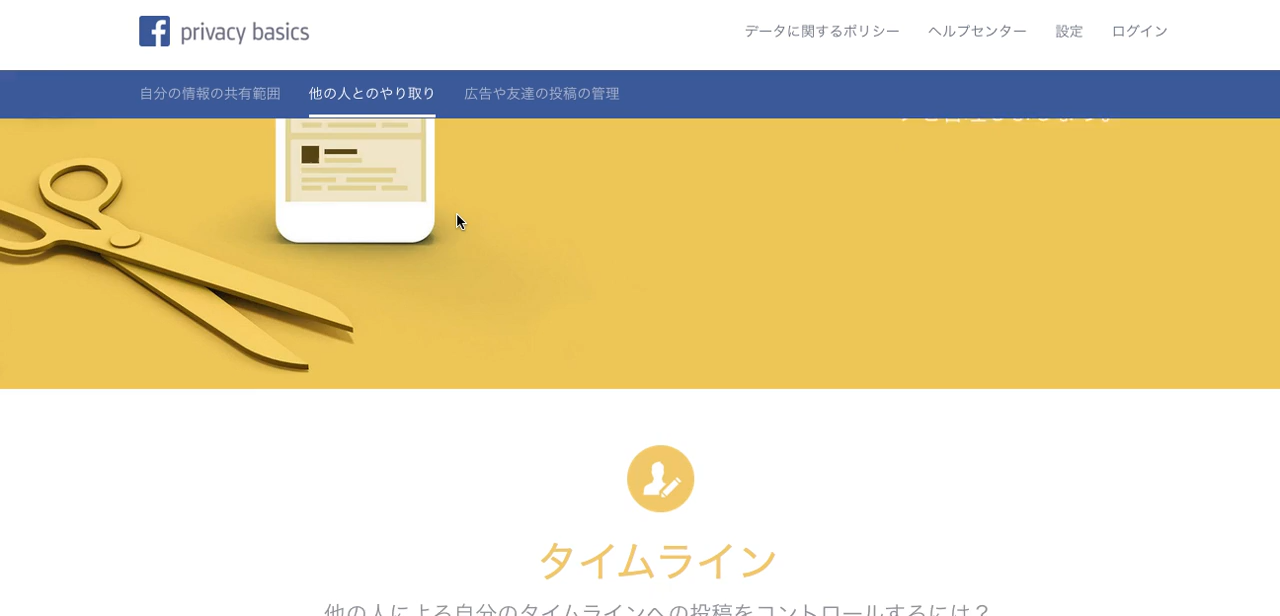 privacy basics
データに関するポリシー ヘルプセンター 設定 ログイン
自分の情報の共有範囲 他の人とのやり取り 広告や友達の投稿の管理
タイムライン
他の人による自分のタイムラインへの投稿をコントロールするには？